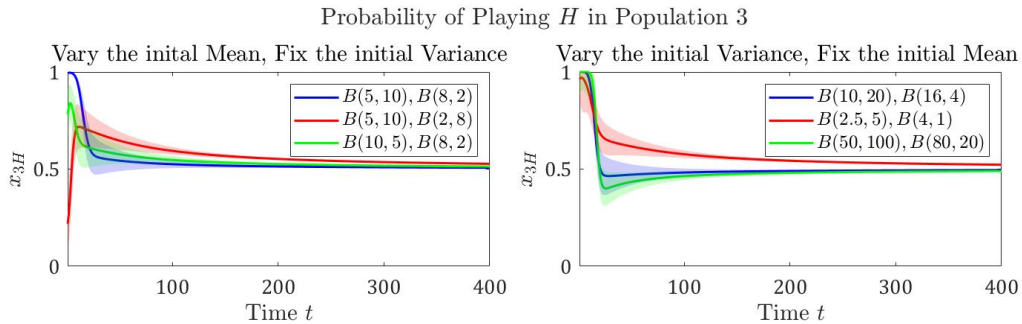 Probability of Playing H in Population 3
Vary the inital Mean, Fix the initial Variance
1
0.5
0
x3H
B(5, 10), B(8, 2)
B(5, 10), B(2, 8)
B(10, 5), B(8, 2)
100
200
300
400
Time t
Vary the initial Variance, Fix the initial Mean
1
0.5
0
x3H
B(10, 20), B(16, 4)
B(2.5, 5), B(4, 1)
B(50, 100), B(80, 20)
100
200
300
400
Time t